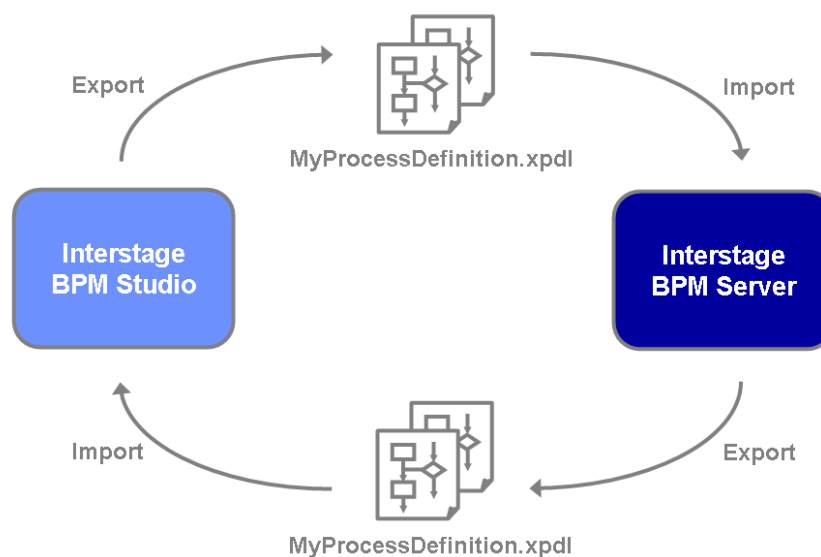 Export
Import
MyProcessDefinition.xpdl
Interstage
BPM Studio
Interstage
BPM Server
Import
Export
MyProcessDefinition.xpdl